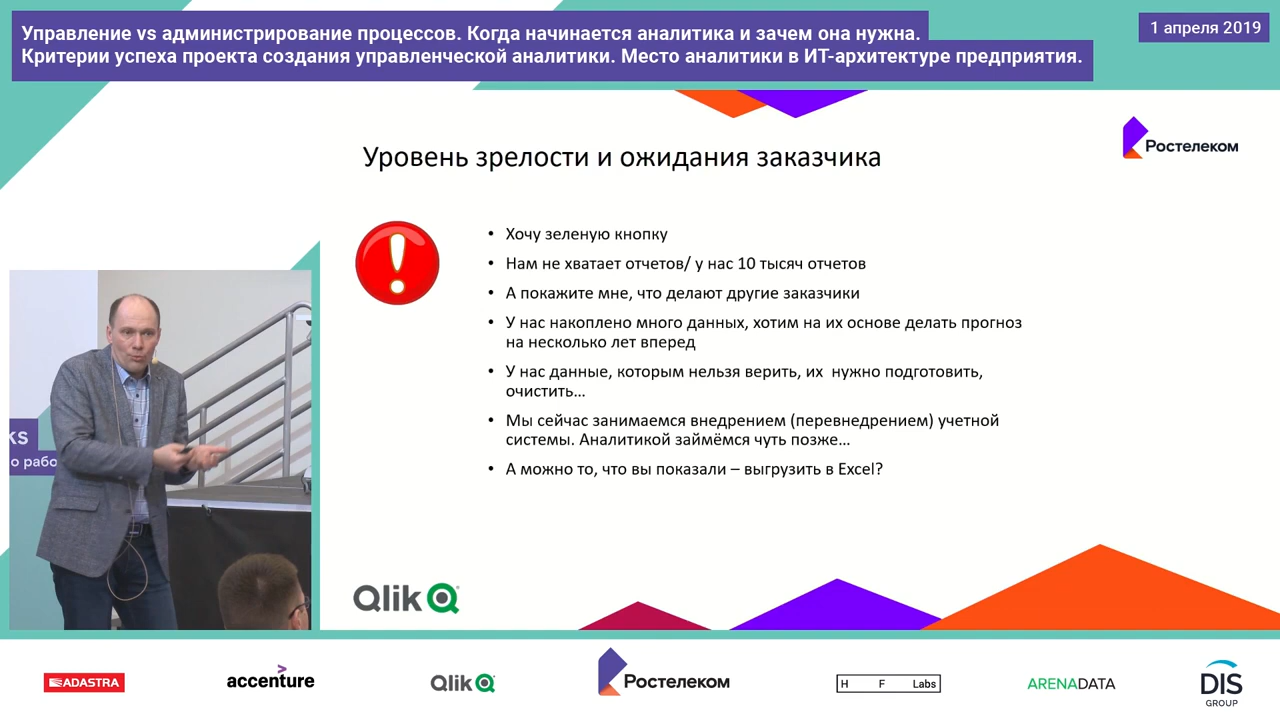 Управление vs администрирование процессов. Когда начинается аналитика и зачем она нужна.
Критерии успеха проекта создания управленческой аналитики. Место аналитики в ИТ-архитектуре предприятия.
1 апреля 2019
Ростелеком
Уровень зрелости и ожидания заказчика
• Хочу зеленую кнопку
• Нам не хватает отчетов/ у нас 10 тысяч отчетов
• А покажите мне, что делают другие заказчики
• У нас накоплено много данных, хотим на их основе делать прогноз
на несколько лет вперед
• У нас данные, которым нельзя верить, их нужно подготовить,
очистить...
• Мы сейчас занимаемся внедрением (перевнедрением) учетной
системы. Аналитикой займёмся чуть позже...
• А можно то, что вы показали – выгрузить в Excel?
KS
о рабо
Qlik
ADASTRA
accenture
Qlik
Ростелеком
H F Labs
ARENADATA
DIS
GROUP